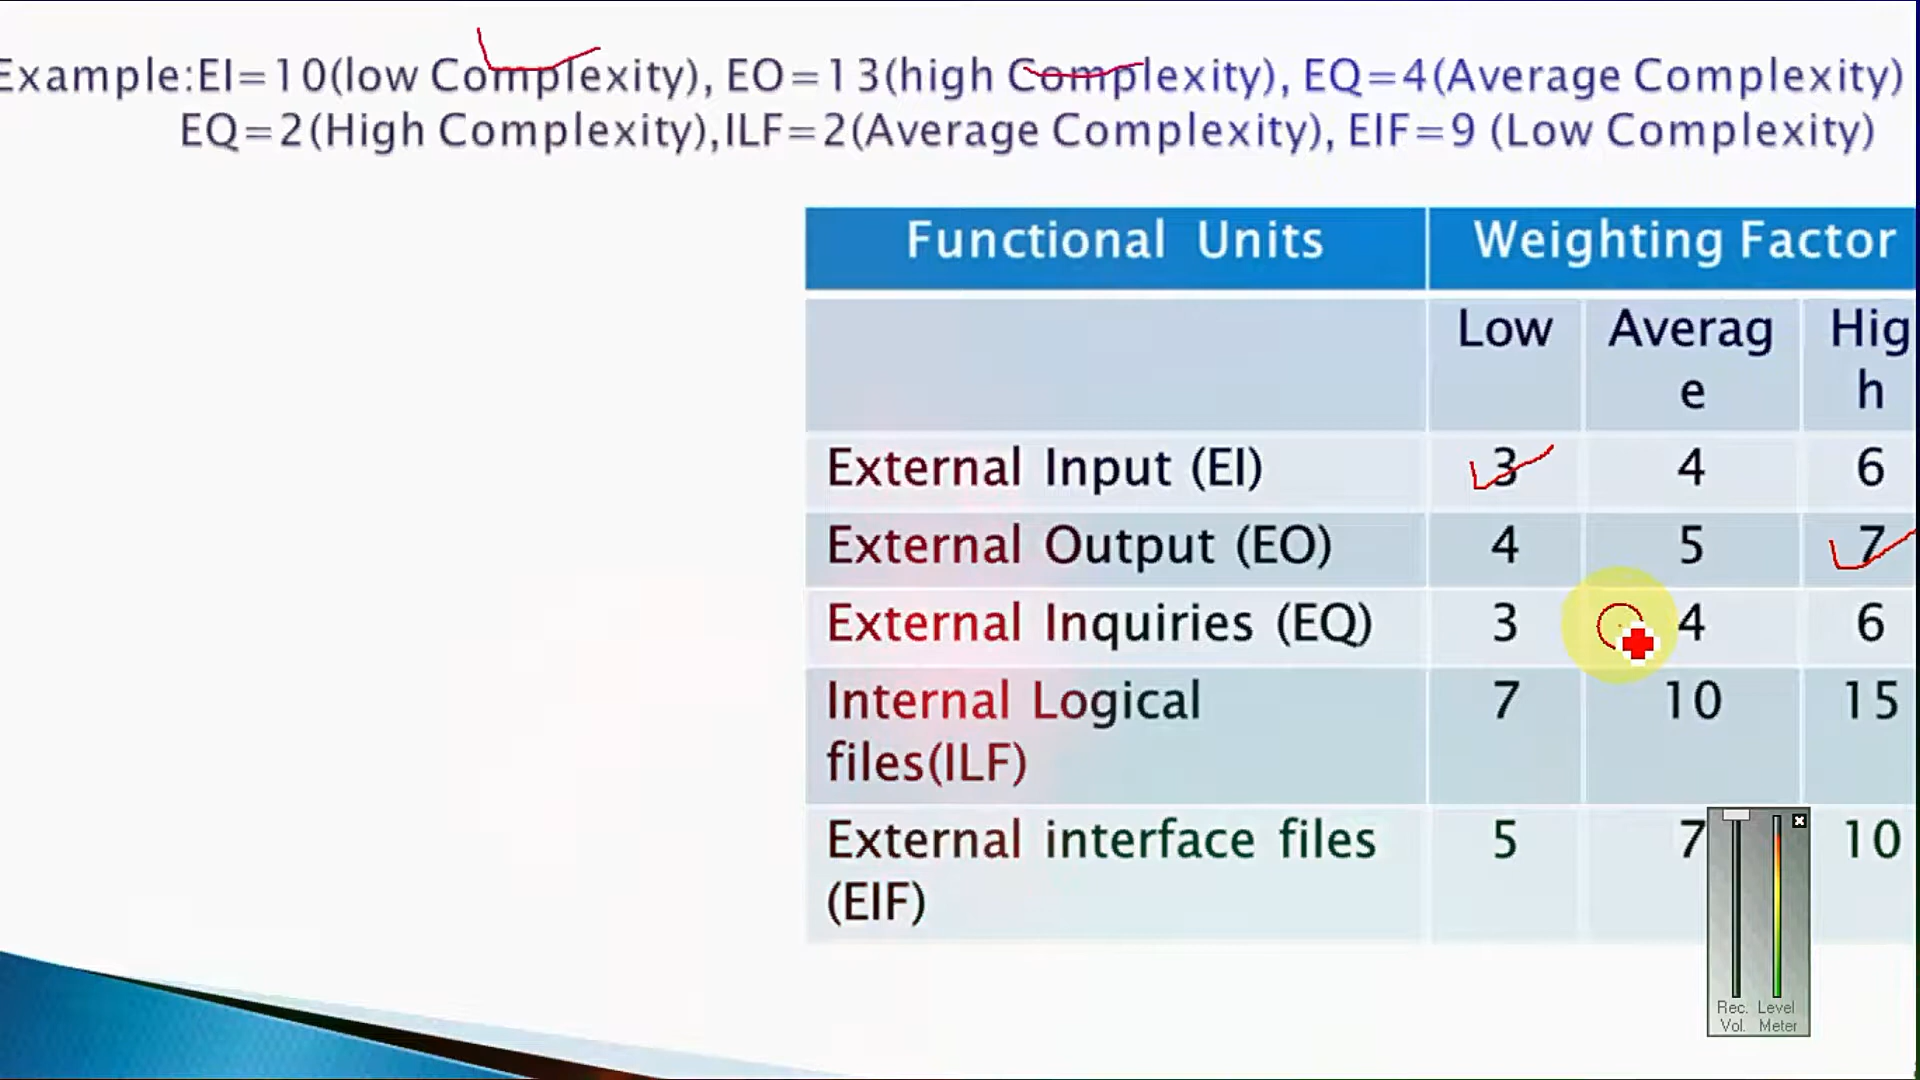 Example:EI=10(low Complexity), EO=13(high Complexity), EQ=4(Average Complexity)
EQ=2(High Complexity),ILF=2(Average Complexity), EIF=9 (Low Complexity)
Functional Units Weighting Factor
Low Averag Hig
e h
External Input (EI) 3 4 6
External Output (EO) 4 5 7
External Inquiries (EQ) 3 4 6
Internal Logical 7 10 15
files(ILF)
External interface files 5 7 10
(EIF)
Rec. Level
Vol. Meter